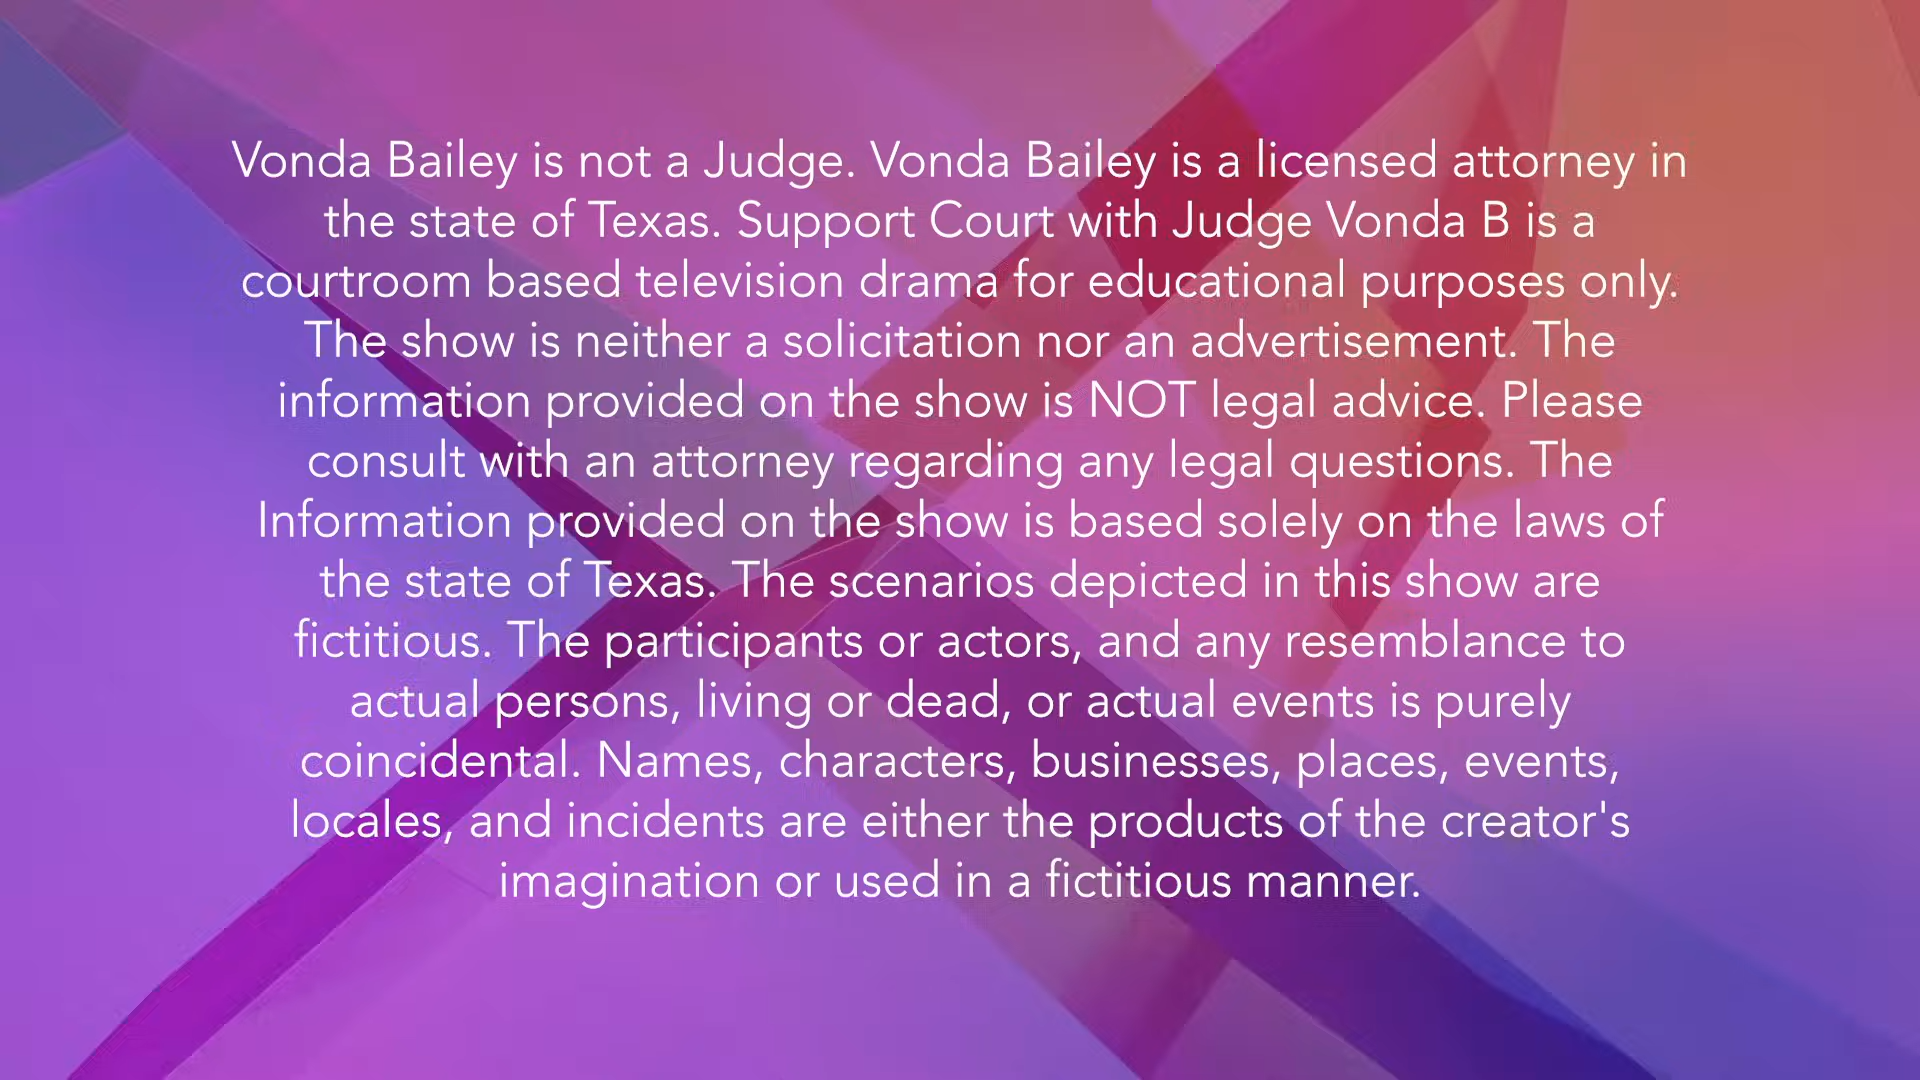 Vonda Bailey is not a Judge. Vonda Bailey is a licensed attorney in
the state of Texas. Support Court with Judge Vonda B is a
courtroom based television drama for educational purposes only.
The show is neither a solicitation nor an advertisement. The
information provided on the show is NOT legal advice. Please
consult with an attorney regarding any legal questions. The
Information provided on the show is based solely on the laws of
the state of Texas. The scenarios depicted in this show are
fictitious. The participants or actors, and any resemblance to
actual persons, living or dead, or actual events is purely
coincidental. Names, characters, businesses, places, events,
locales, and incidents are either the products of the creator's
imagination or used in a fictitious manner.